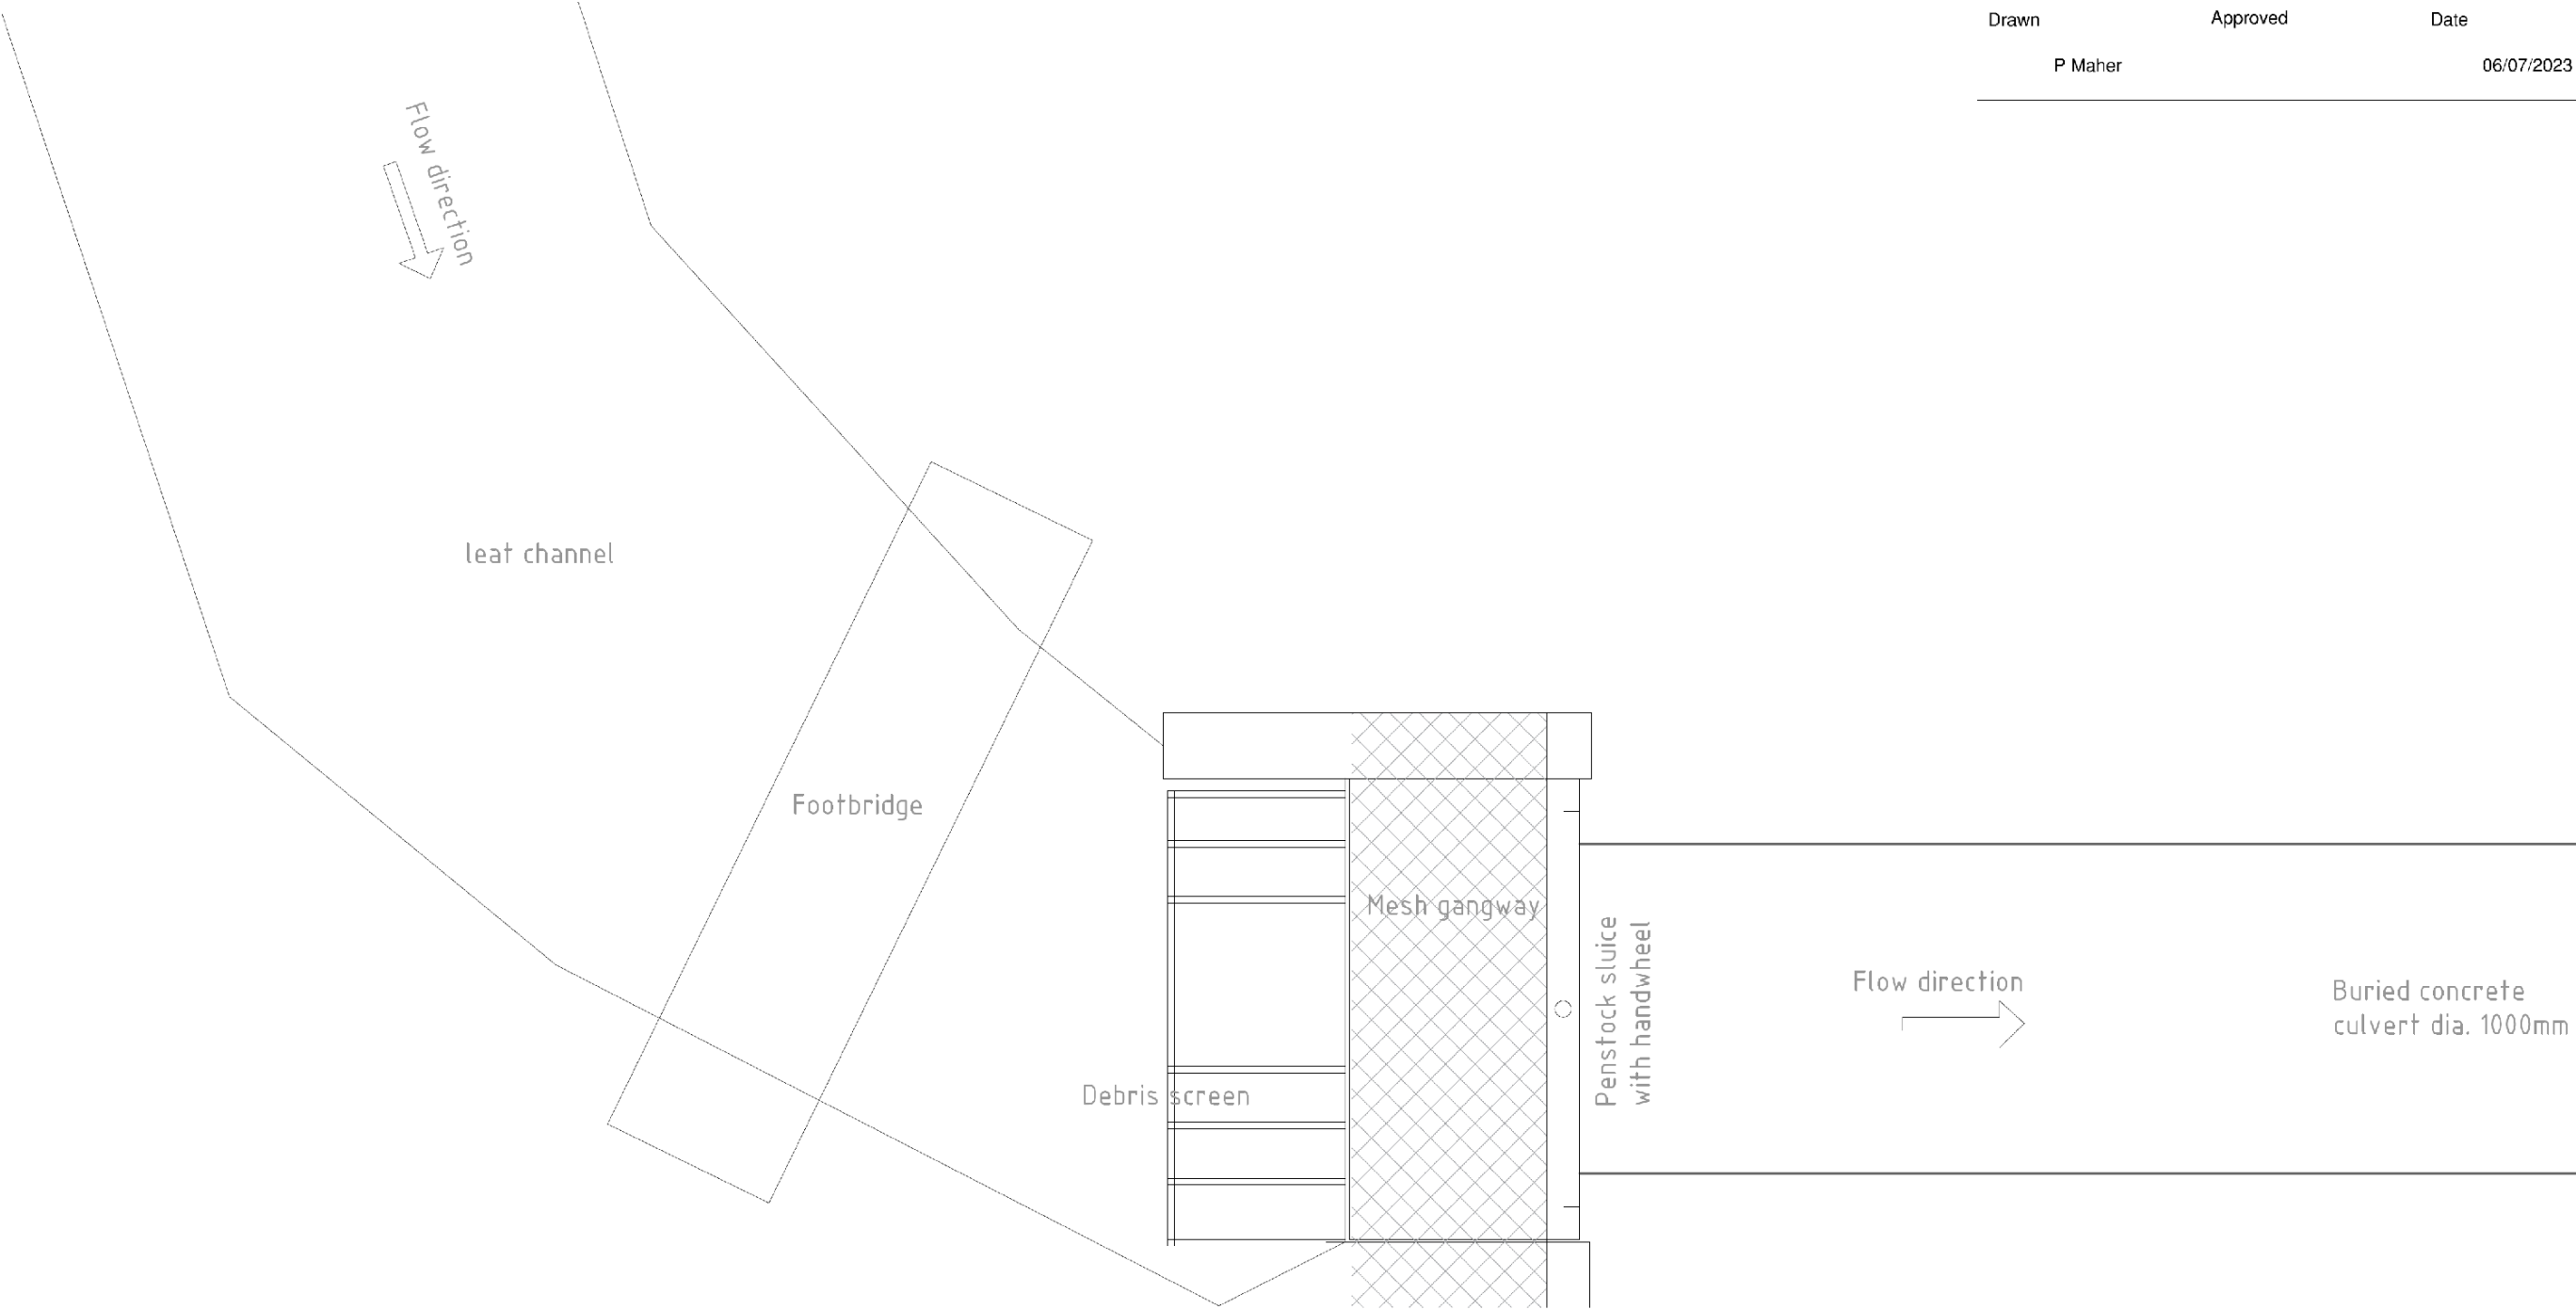 Drawn Approved Date
P Maher 06/07/2023
Flow direction
leat channel
Footbridge
Mesh gangway
Debris screen
Penstock sluice
with handwheel
Flow direction
Buried concrete
culvert dia. 1000mm